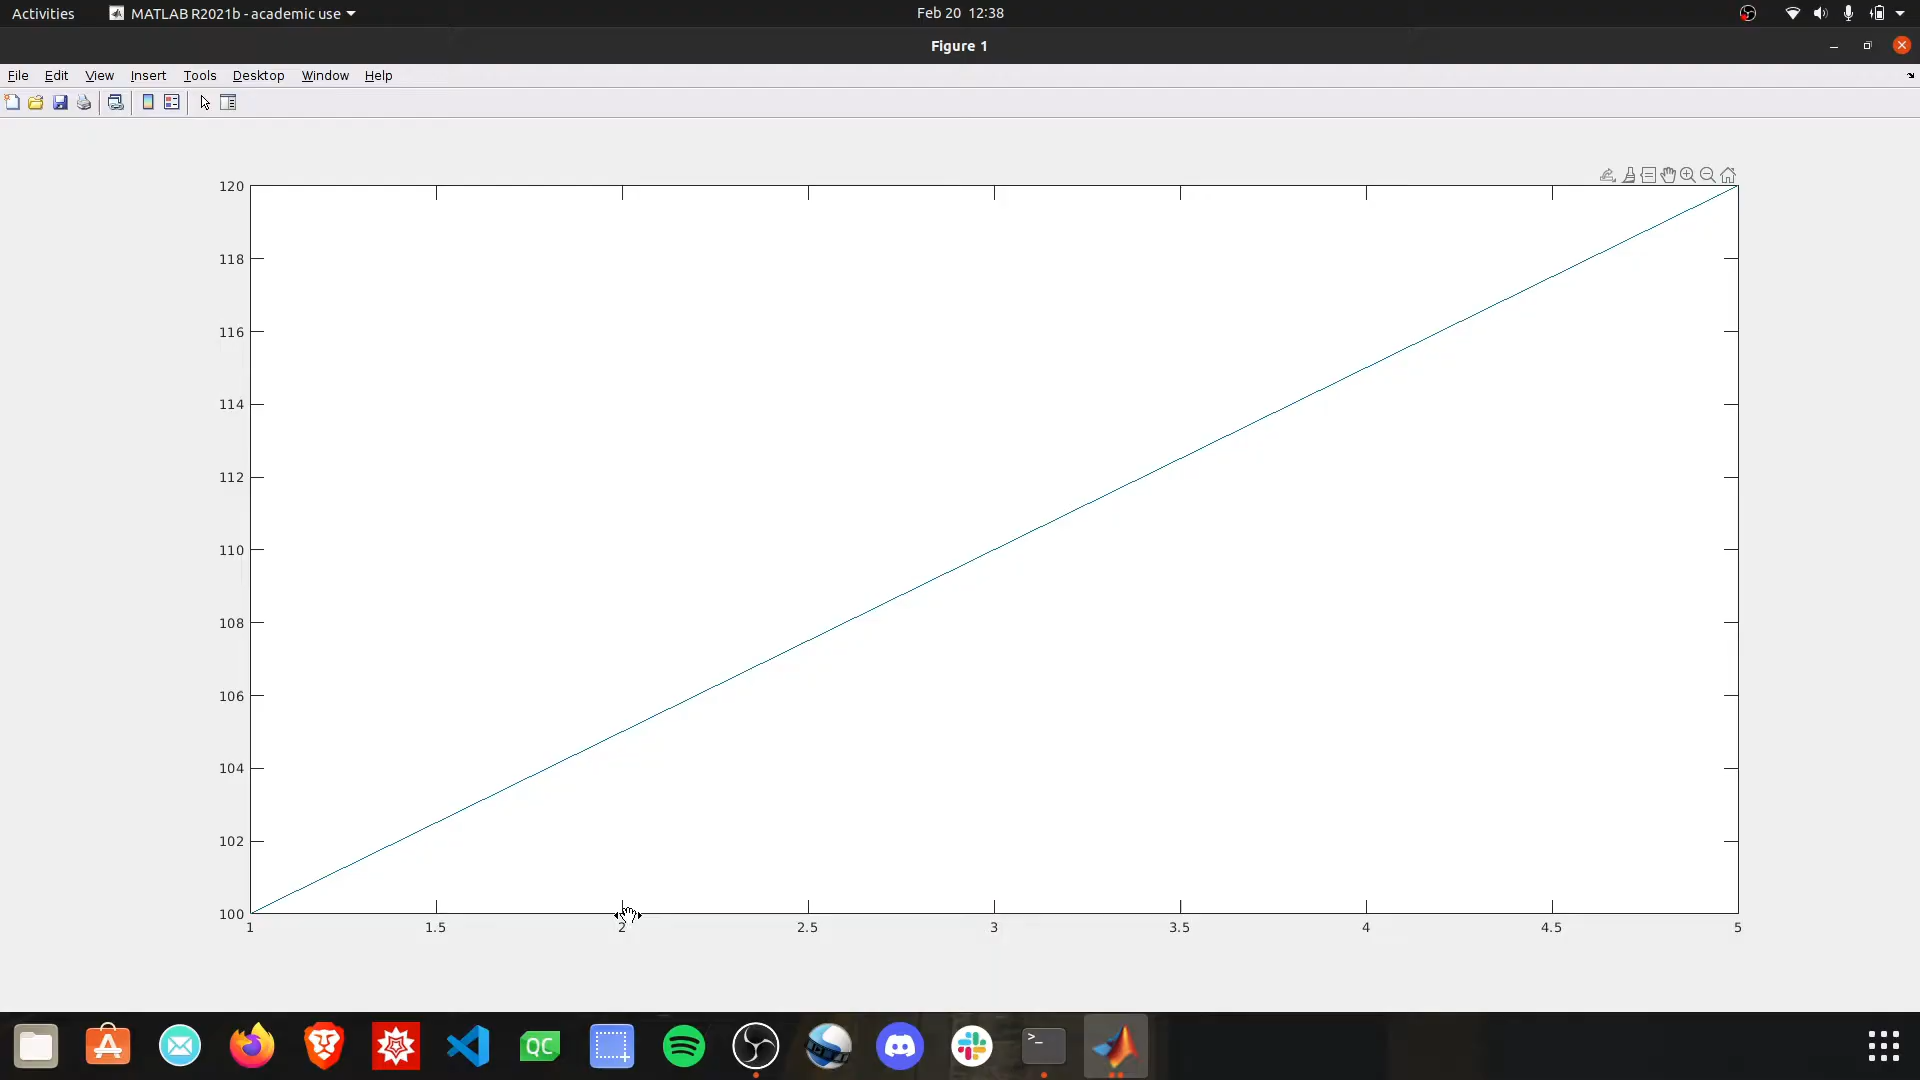 Activities MATLAB R2021b - academic use Feb 20 12:38
Figure 1
File Edit View Insert Tools Desktop Window Help
120
118
116
114
112
110
108
106
104
102
100
1 1.5 2 2.5 3 3.5 4 4.5 5
QC
>_